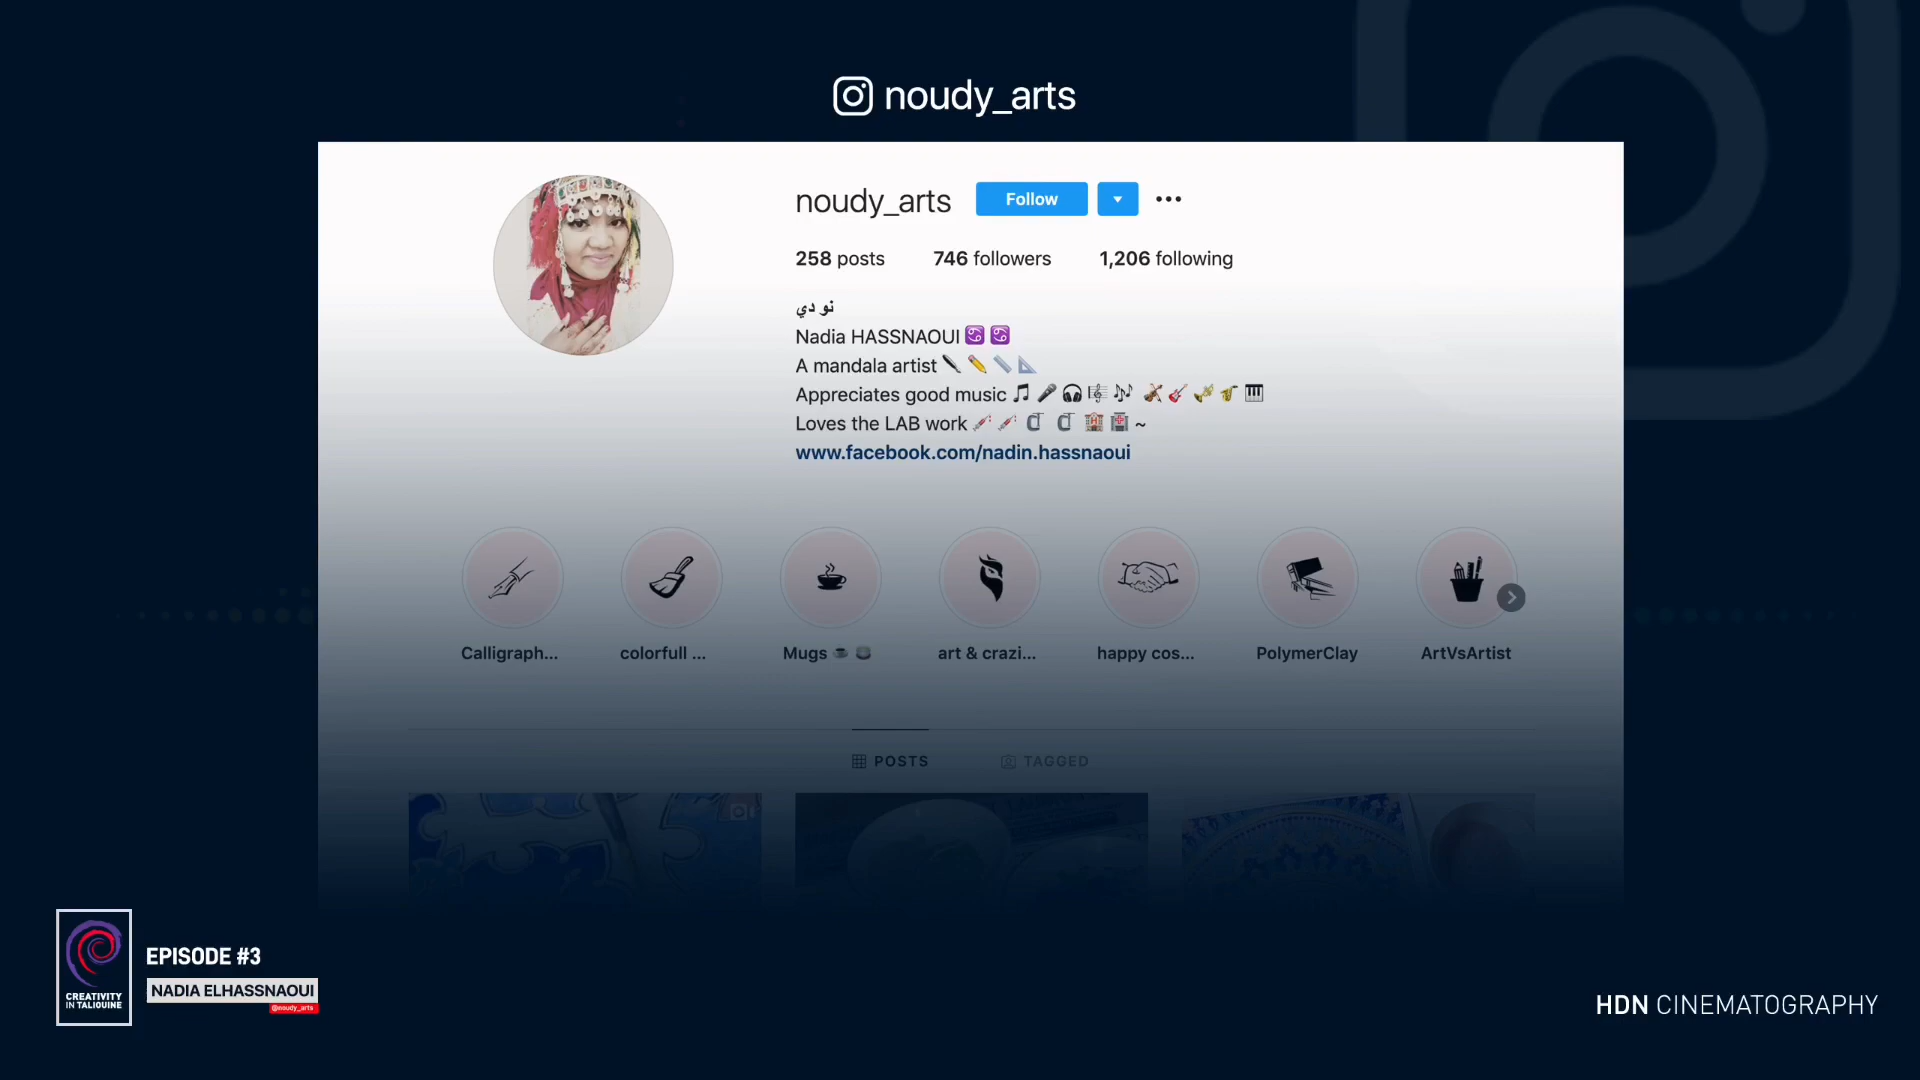 noudy_arts
noudy_arts Follow
258 posts 746 followers 1,206 following
نو دي
Nadia HASSNAOUI ♋ ♋
A mandala artist
Appreciates good music
Loves the LAB work ~
www.facebook.com/nadin.hassnaoui
Calligraph... colorfull ... Mugs art & crazi... happy cos... PolymerClay ArtVsArtist
POSTS TAGGED
EPISODE #3
NADIA ELHASSNAOUI
@noudy_arts
CREATIVITY
IN TALIOUINE
HDN CINEMATOGRAPHY